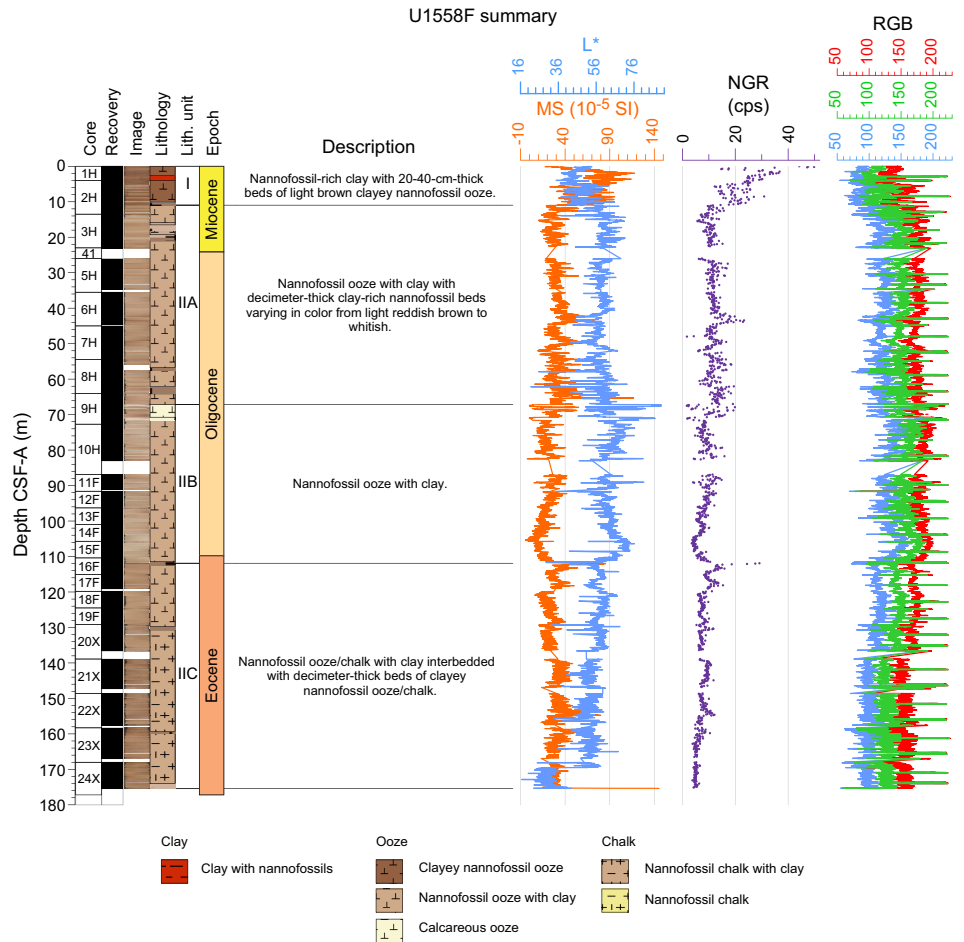 U1558F summary
L*
16 36 56 76
MS (10-5 SI)
-10 40 90 140
NGR
(cps)
0 20 40
RGB
50 100 150 200
50 100 150 200
50 100 150 200
Core
Recovery
Image
Lithology
Lith. unit
Epoch
Description
Depth CSF-A (m)
0
10
20
30
40
50
60
70
80
90
100
110
120
130
140
150
160
170
180
1H
2H
3H
41
5H
6H
7H
8H
9H
10H
11F
12F
13F
14F
15F
16F
17F
18F
19F
20X
21X
22X
23X
24X
I
IIA
IIB
IIC
Miocene
Oligocene
Eocene
Nannofossil-rich clay with 20-40-cm-thick
beds of light brown clayey nannofossil ooze.
Nannofossil ooze with clay with
decimeter-thick clay-rich nannofossil beds
varying in color from light reddish brown to
whitish.
Nannofossil ooze with clay.
Nannofossil ooze/chalk with clay interbedded
with decimeter-thick beds of clayey
nannofossil ooze/chalk.
Clay
Clay with nannofossils
Ooze
Clayey nannofossil ooze
Nannofossil ooze with clay
Calcareous ooze
Chalk
Nannofossil chalk with clay
Nannofossil chalk